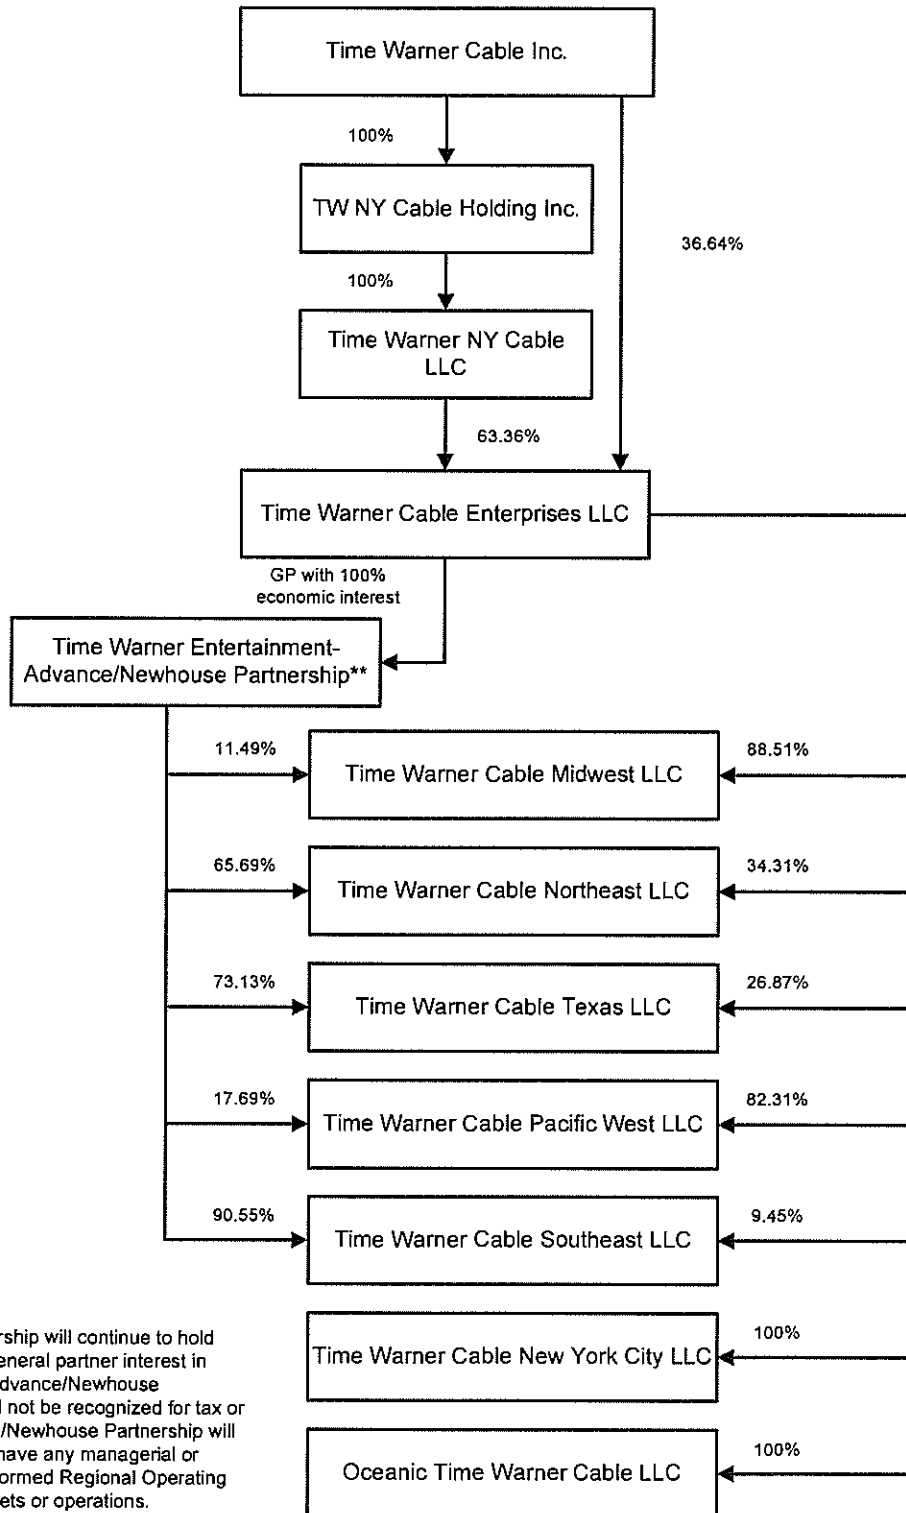 Time Warner Cable Inc.
100%
TW NY Cable Holding Inc.
36.64%
100%
Time Warner NY Cable
LLC
63.36%
Time Warner Cable Enterprises LLC
GP with 100%
economic interest
Time Warner Entertainment-
Advance/Newhouse Partnership**
11.49%
Time Warner Cable Midwest LLC
88.51%
65.69%
Time Warner Cable Northeast LLC
34.31%
73.13%
Time Warner Cable Texas LLC
26.87%
17.69%
Time Warner Cable Pacific West LLC
82.31%
90.55%
Time Warner Cable Southeast LLC
9.45%
Time Warner Cable New York City LLC
100%
Oceanic Time Warner Cable LLC
100%
rship will continue to hold
eneral partner interest in
dvance/Newhouse
l not be recognized for tax or
/Newhouse Partnership will
have any managerial or
ormed Regional Operating
ets or operations.